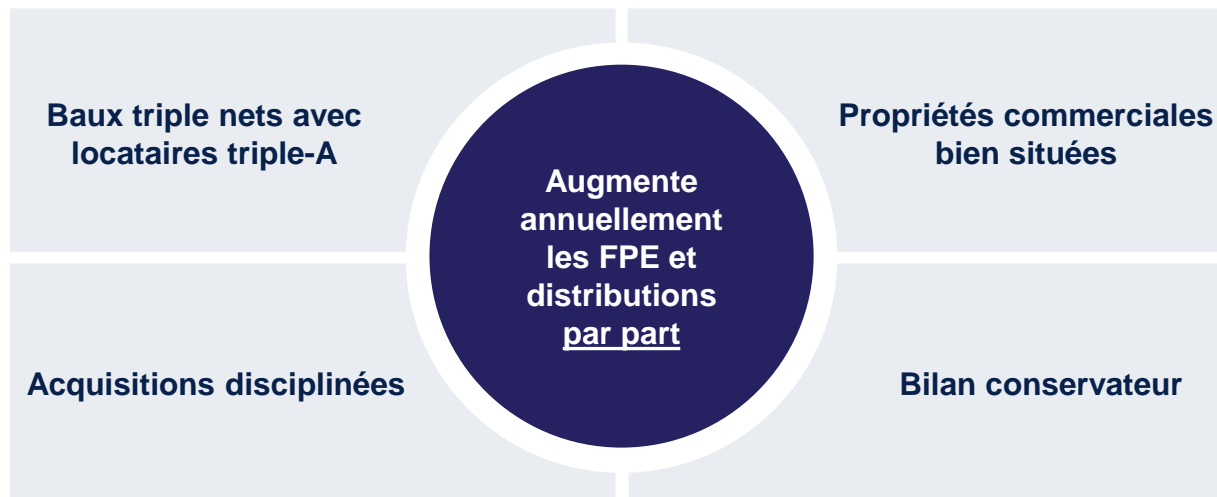 Baux triple nets avec
locataires triple-A
Propriétés commerciales
bien situées
Augmente
annuellement
les FPE et
distributions
par part
Acquisitions disciplinées
Bilan conservateur